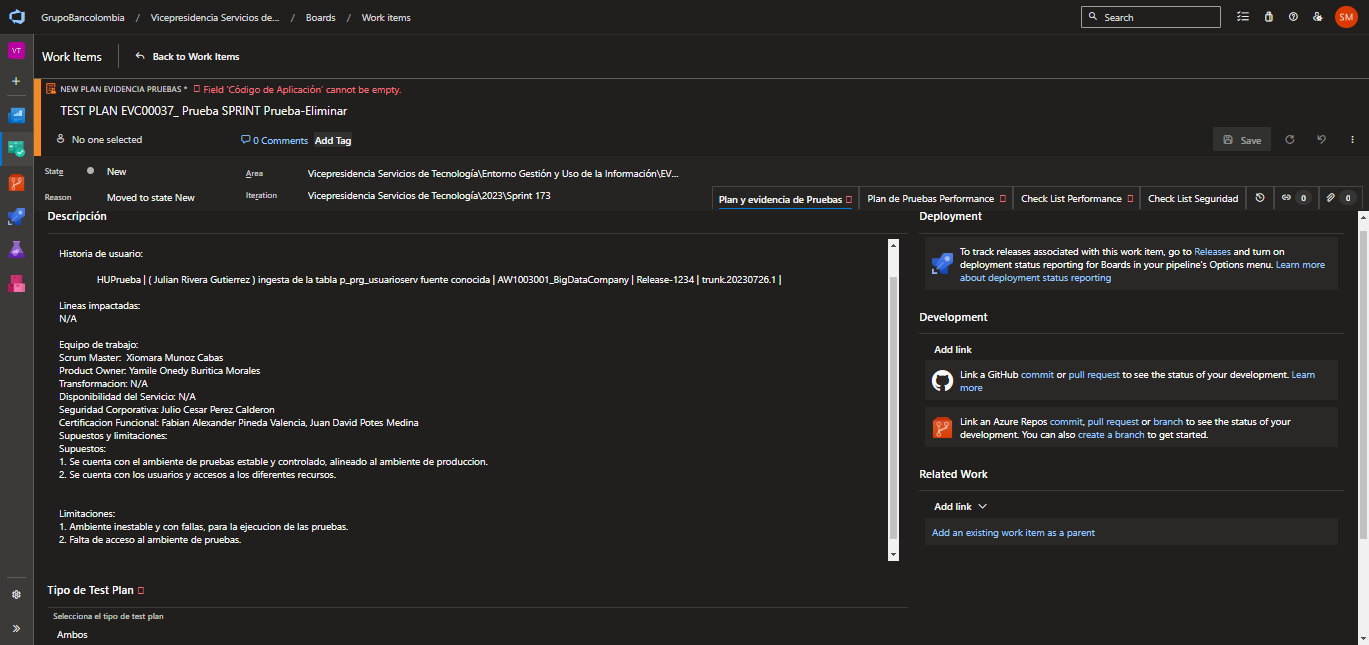 GrupoBancolombia / Vicepresidencia Servicios de... / Boards / Work items
Search
SM
VT
Work Items
Back to Work Items
NEW PLAN EVIDENCIA PRUEBAS * Field 'Código de Aplicación' cannot be empty.
TEST PLAN EVC00037_ Prueba SPRINT Prueba-Eliminar
No one selected
0 Comments
Add Tag
Save
State
New
Area
Vicepresidencia Servicios de Tecnología\Entorno Gestión y Uso de la Información\EV...
Reason
Moved to state New
Iteration
Vicepresidencia Servicios de Tecnología\2023\Sprint 173
Plan y evidencia de Pruebas
Plan de Pruebas Performance
Check List Performance
Check List Seguridad
0
0
Descripción
Historia de usuario:
HUPrueba | ( Julian Rivera Gutierrez ) ingesta de la tabla p_prg_usuarioserv fuente conocida | AW1003001_BigDataCompany | Release-1234 | trunk.20230726.1 |
Lineas impactadas:
N/A
Equipo de trabajo:
Scrum Master: Xiomara Munoz Cabas
Product Owner: Yamile Onedy Buritica Morales
Transformacion: N/A
Disponibilidad del Servicio: N/A
Seguridad Corporativa: Julio Cesar Perez Calderon
Certificacion Funcional: Fabian Alexander Pineda Valencia, Juan David Potes Medina
Supuestos y limitaciones:
Supuestos:
1. Se cuenta con el ambiente de pruebas estable y controlado, alineado al ambiente de produccion.
2. Se cuenta con los usuarios y accesos a los diferentes recursos.
Limitaciones:
1. Ambiente inestable y con fallas, para la ejecucion de las pruebas.
2. Falta de acceso al ambiente de pruebas.
Tipo de Test Plan
Selecciona el tipo de test plan
Ambos
Deployment
To track releases associated with this work item, go to Releases and turn on
deployment status reporting for Boards in your pipeline's Options menu. Learn more
about deployment status reporting
Development
Add link
Link a GitHub commit or pull request to see the status of your development. Learn
more
Link an Azure Repos commit, pull request or branch to see the status of your
development. You can also create a branch to get started.
Related Work
Add link
Add an existing work item as a parent